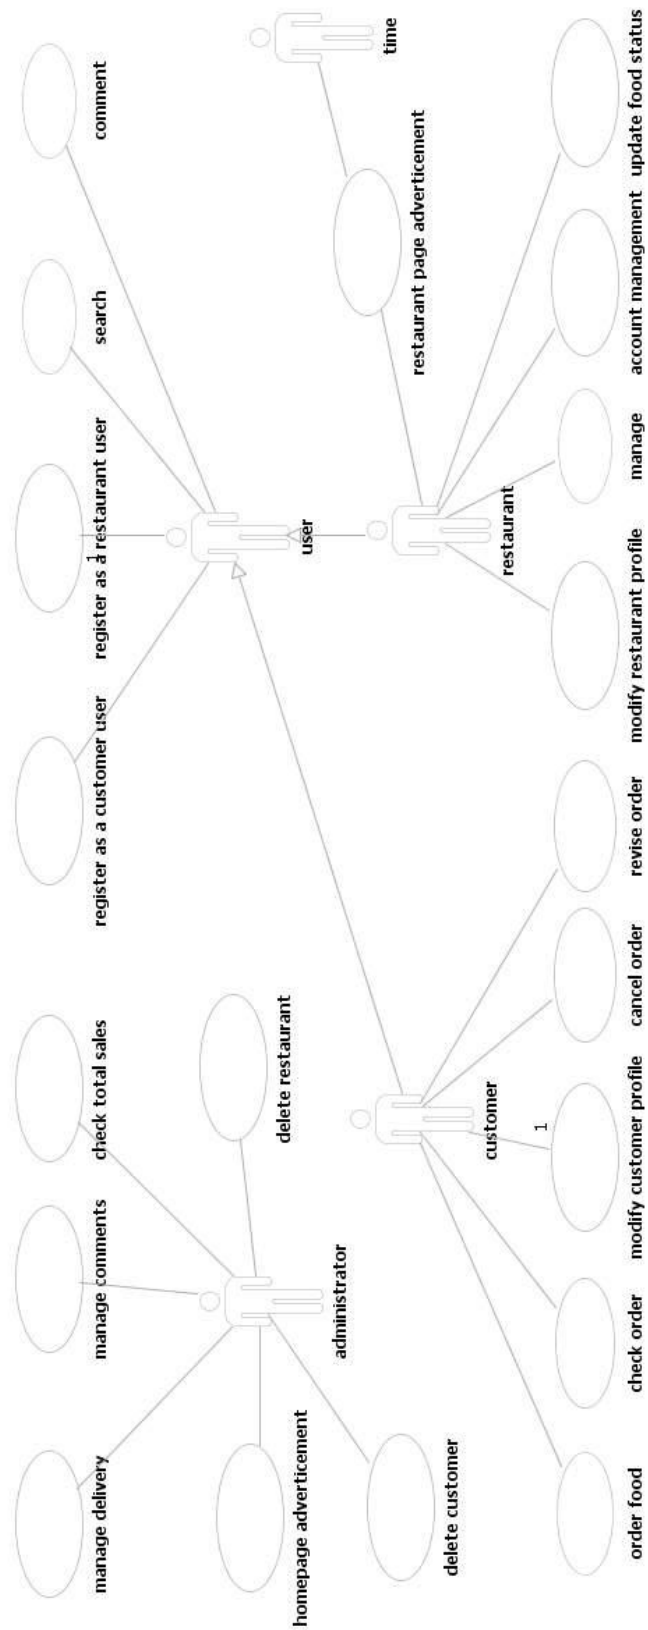 manage delivery
manage comments
check total sales
register as a customer user
register as a restaurant user
1
search
comment
homepage adverticement
delete restaurant
administrator
user
time
delete customer
restaurant page adverticement
customer
restaurant
1
order food
check order
modify customer profile
cancel order
revise order
modify restaurant profile
manage
account management
update food status